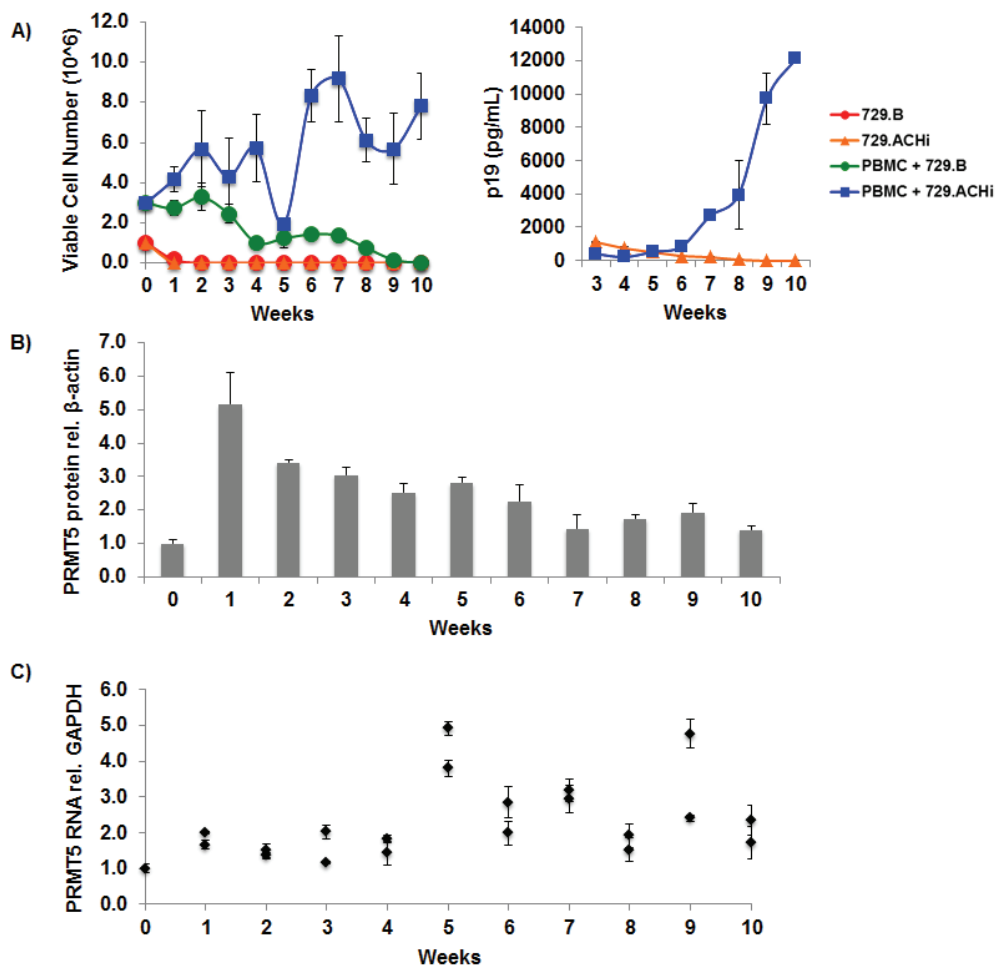 A)
Viable Cell Number (10^6)
12.0
10.0
8.0
6.0
4.0
2.0
0.0
0 1 2 3 4 5 6 7 8 9 10
Weeks
p19 (pg/mL)
14000
12000
10000
8000
6000
4000
2000
0
3 4 5 6 7 8 9 10
Weeks
729.B
729.ACHi
PBMC + 729.B
PBMC + 729.ACHi
B)
PRMT5 protein rel. β-actin
7.0
6.0
5.0
4.0
3.0
2.0
1.0
0.0
0 1 2 3 4 5 6 7 8 9 10
Weeks
C)
PRMT5 RNA rel. GAPDH
6.0
5.0
4.0
3.0
2.0
1.0
0.0
0 1 2 3 4 5 6 7 8 9 10
Weeks